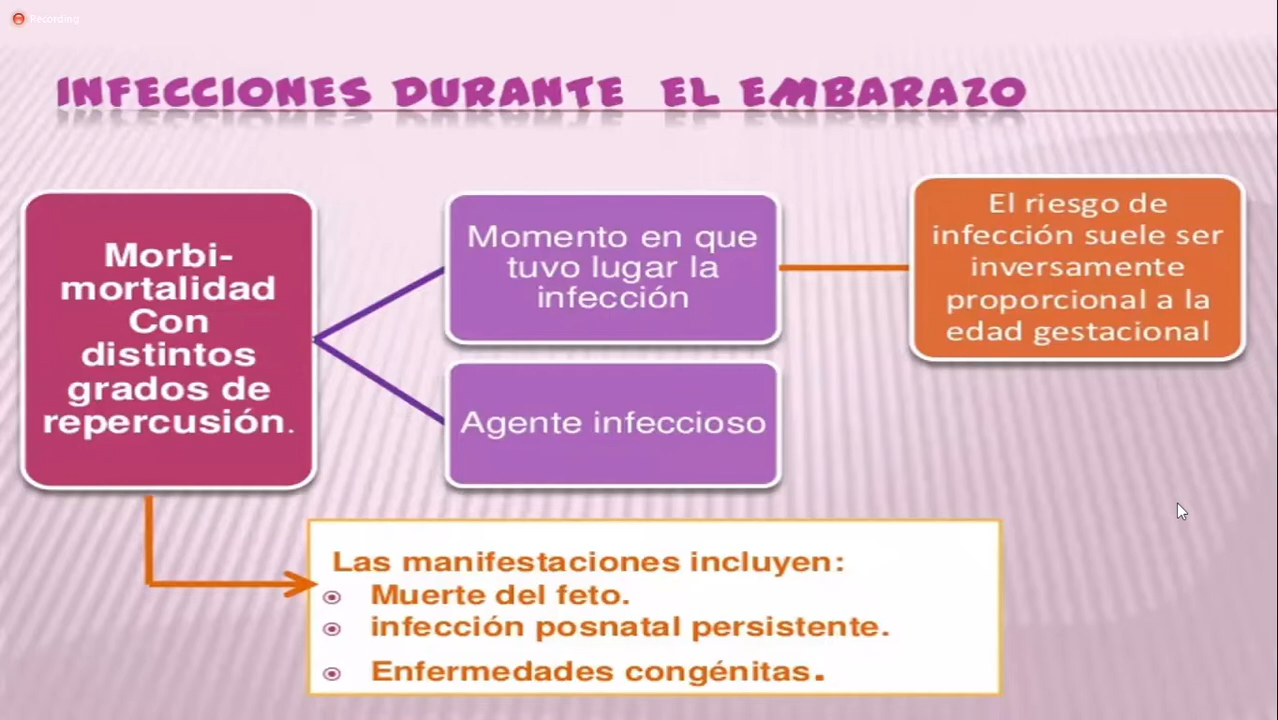 Recording
INFECCIONES DURANTE EL EMBARAZO
Morbi-
mortalidad
Con
distintos
grados de
repercusión.
Momento en que
tuvo lugar la
infección
El riesgo de
infección suele ser
inversamente
proporcional a la
edad gestacional
Agente infeccioso
Las manifestaciones incluyen:
Muerte del feto.
infección posnatal persistente.
Enfermedades congénitas.